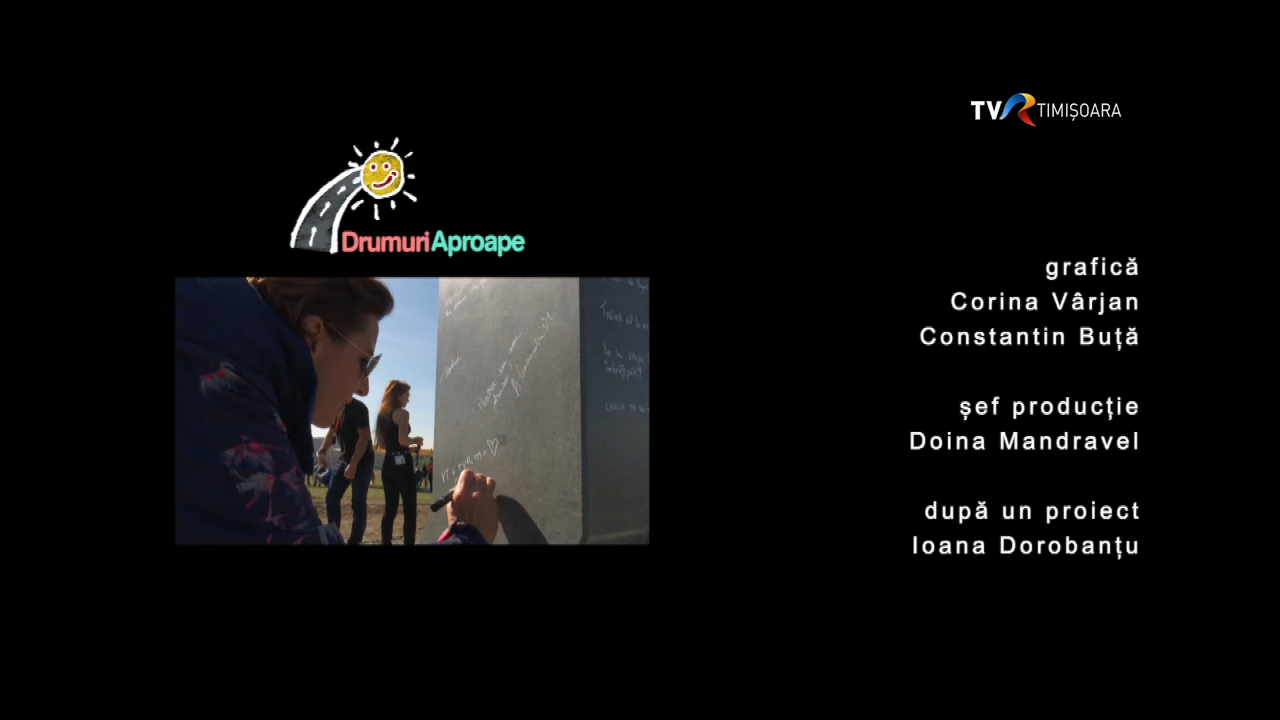 TVR TIMIȘOARA
DrumuriAproape
grafică
Corina Vârjan
Constantin Buță
șef producție
Doina Mandravel
după un proiect
Ioana Dorobanțu